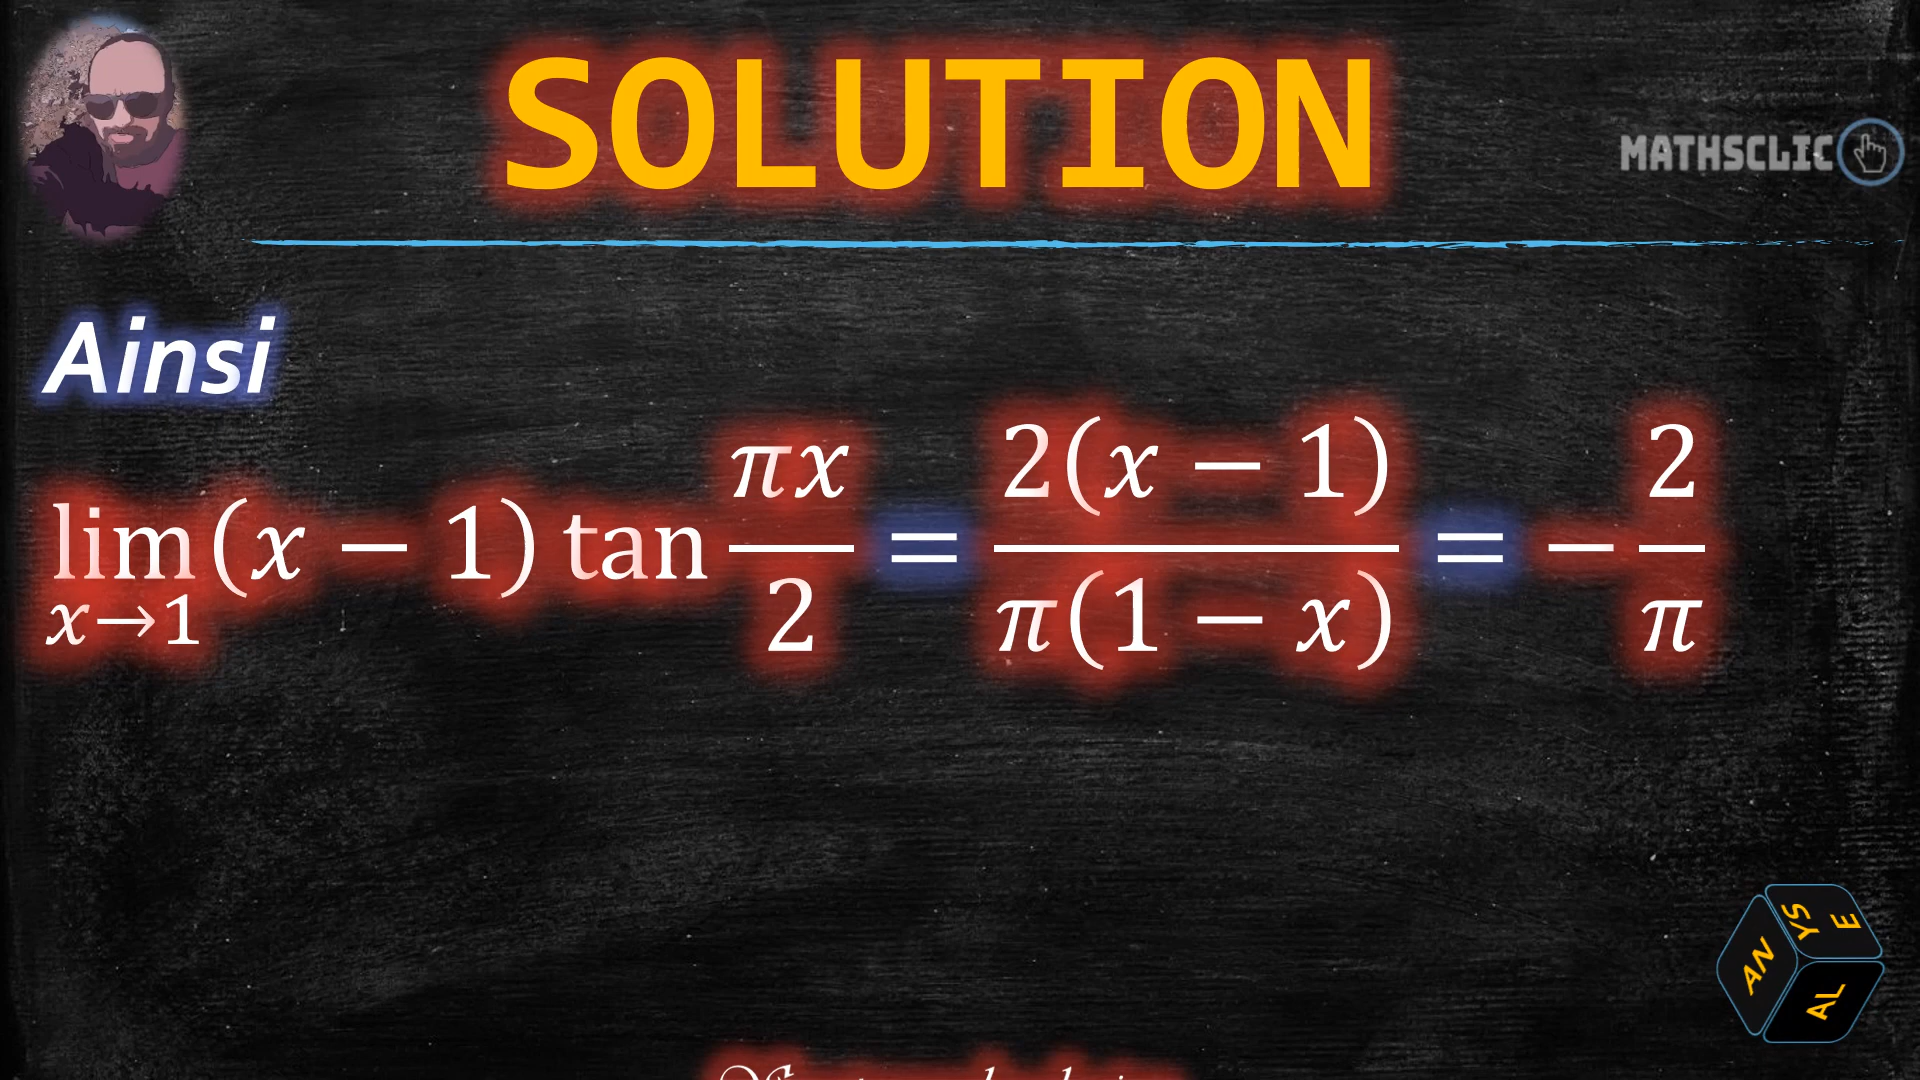 SOLUTION
MATHSCLIC
Ainsi
lim x→1 (x − 1) tan πx/2 = 2(x − 1)/π(1 − x) = − 2/π
AN
YS
E
AL